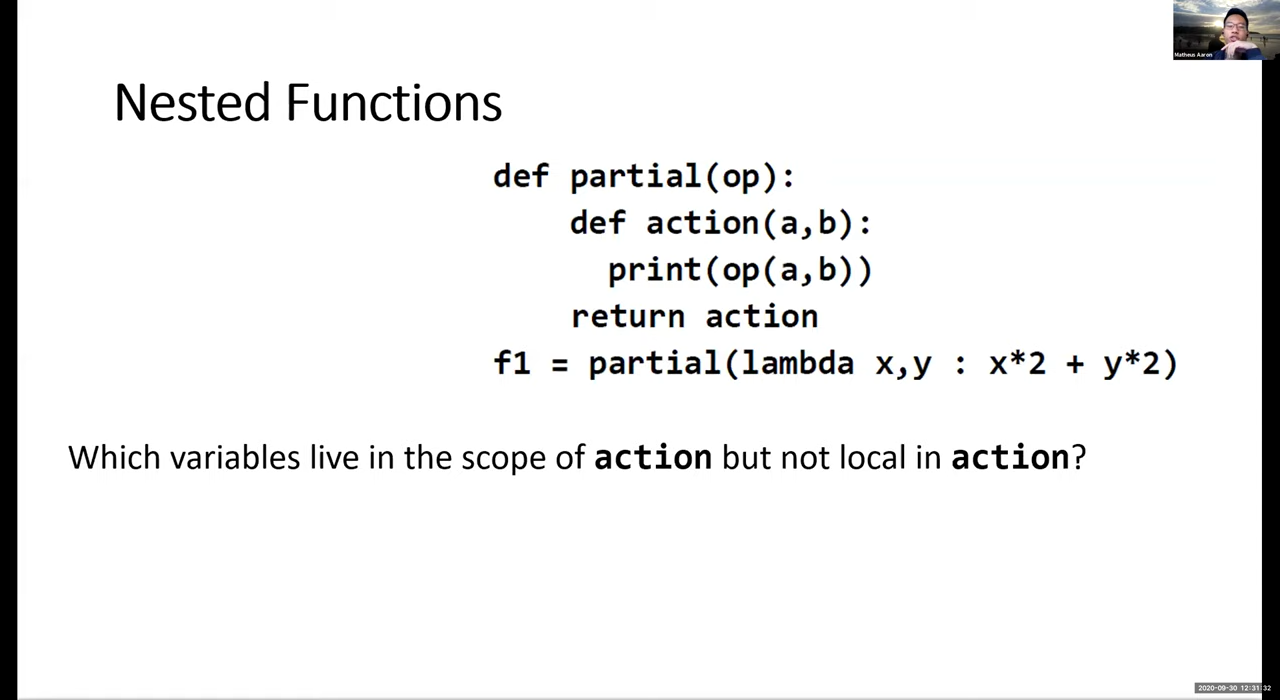 Matheus Aaron
Nested Functions
def partial(op):
def action(a,b):
print(op(a,b))
return action
f1 = partial(lambda x,y : x*2 + y*2)
Which variables live in the scope of action but not local in action?
2020-09-30 12:31:32